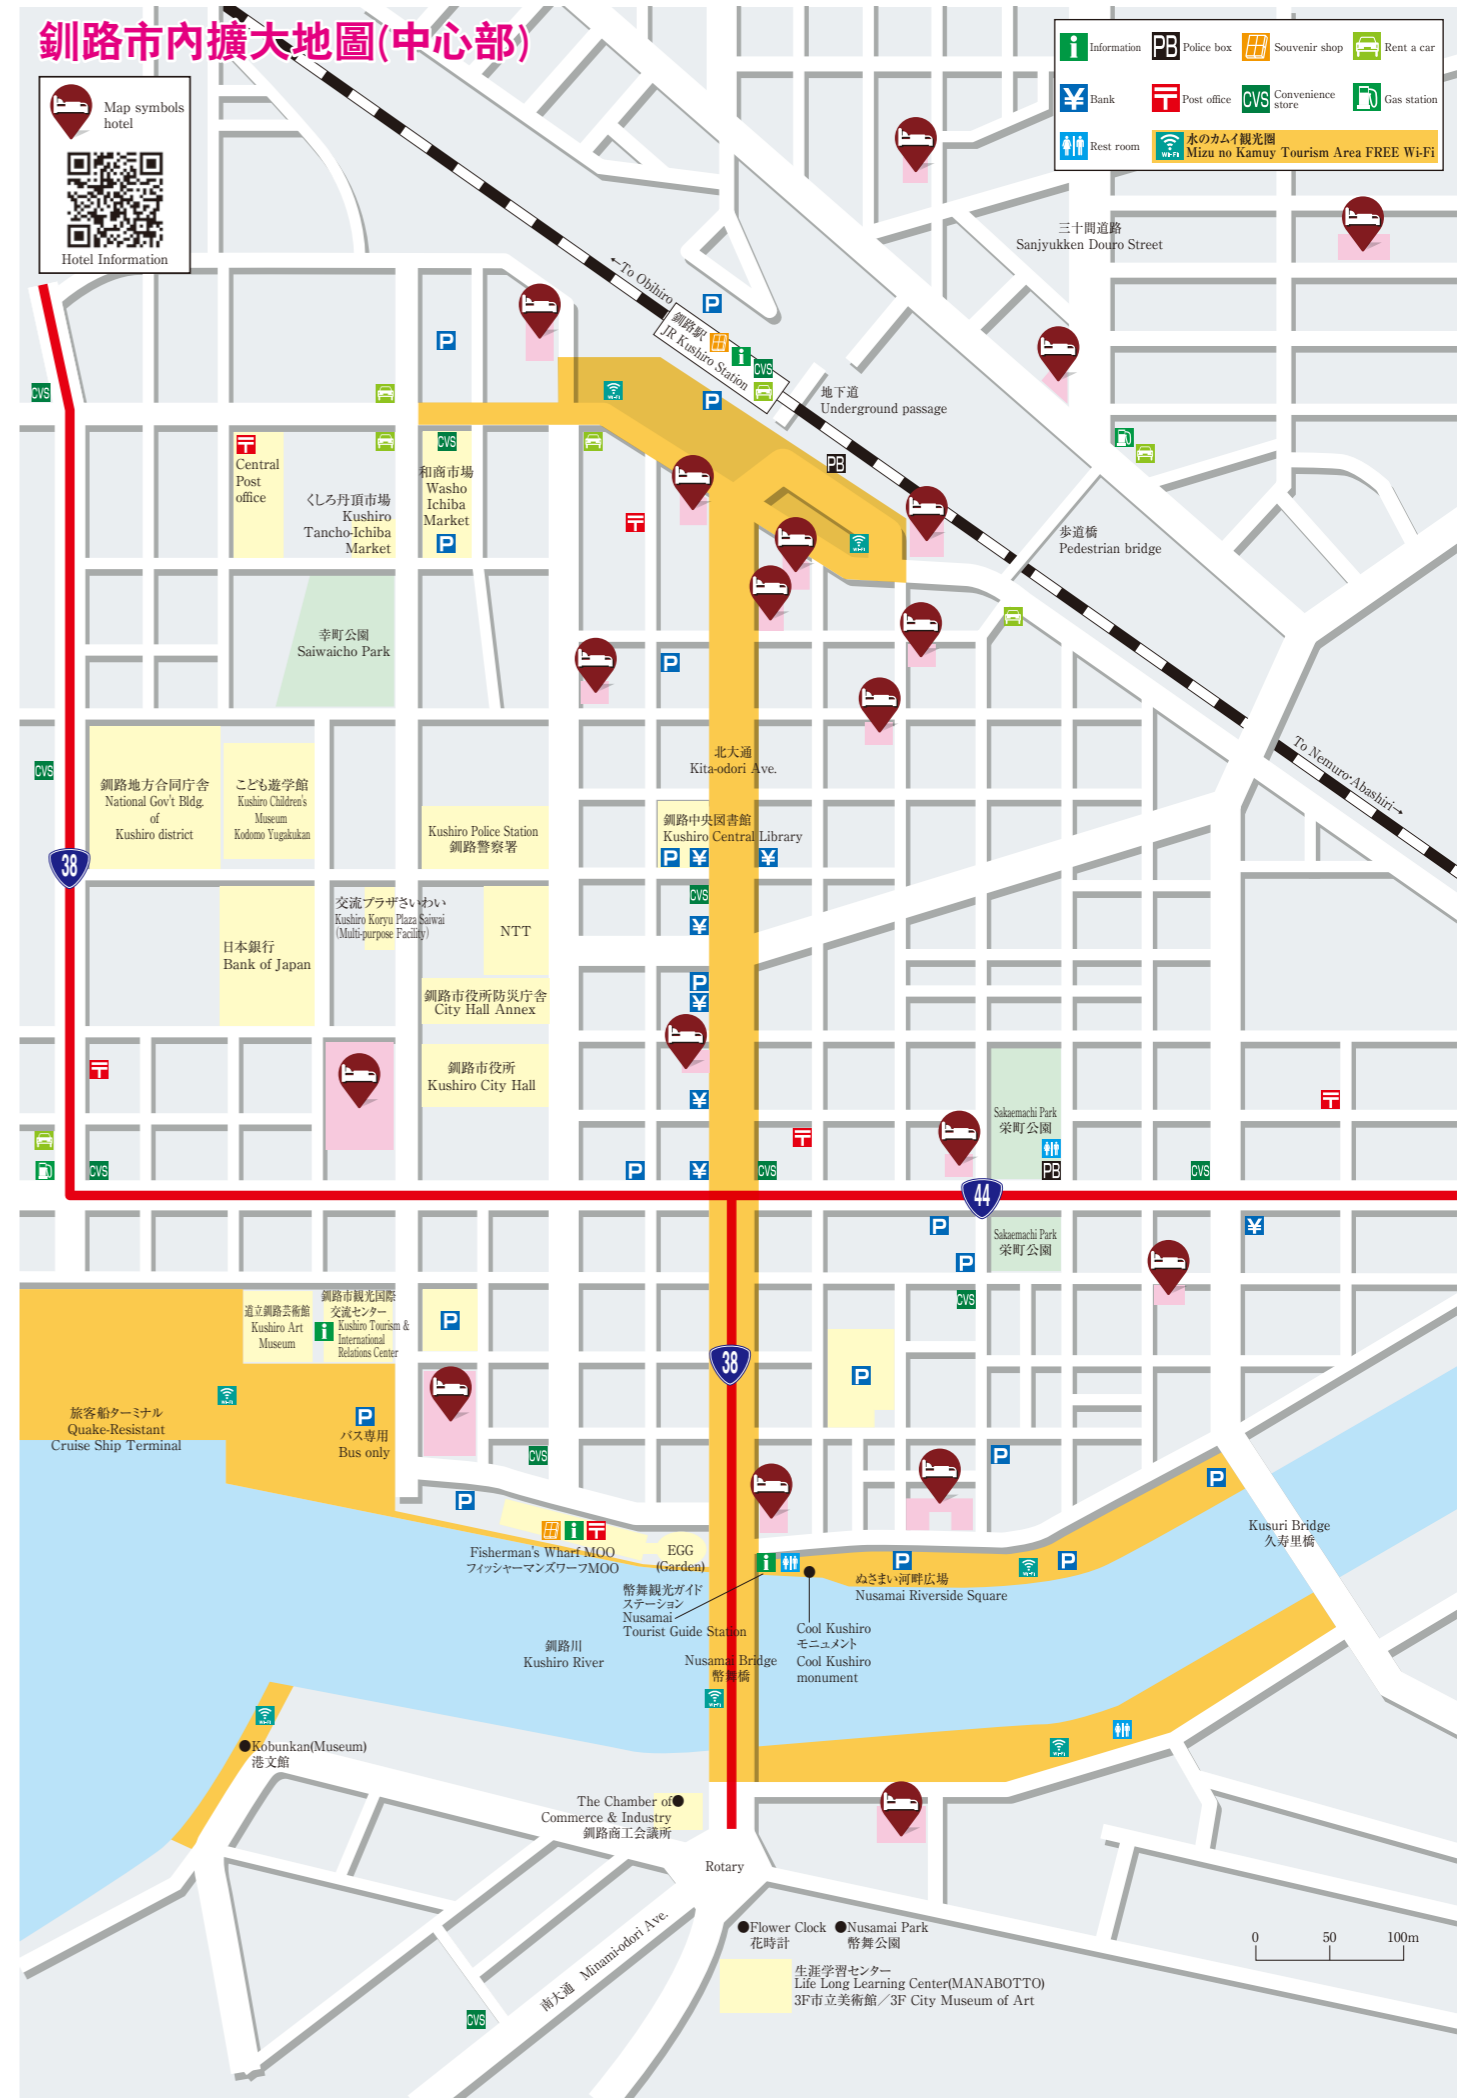 釧路市內擴大地圖(中心部)
Map symbols
hotel
Hotel Information
i Information
PB Police box
Souvenir shop
Rent a car
¥ Bank
〒 Post office
CVS Convenience
store
Gas station
Rest room
Wi-Fi
水のカムイ観光圏
Mizu no Kamuy Tourism Area FREE Wi-Fi
三十間道路
Sanjyukken Douro Street
←To Obihiro
釧路駅
JR Kushiro Station
地下道
Underground passage
歩道橋
Pedestrian bridge
To Nemuro・Abashiri→
Central
Post
office
くしろ丹頂市場
Kushiro
Tancho-Ichiba
Market
和商市場
Washo
Ichiba
Market
幸町公園
Saiwaicho Park
北大通
Kita-odori Ave.
釧路地方合同庁舎
National Gov't Bldg.
of
Kushiro district
こども遊学館
Kushiro Children's
Museum
Kodomo Yugakukan
Kushiro Police Station
釧路警察署
釧路中央図書館
Kushiro Central Library
38
交流プラザさいわい
Kushiro Koryu Plaza Saiwai
(Multi-purpose Facility)
NTT
日本銀行
Bank of Japan
釧路市役所防災庁舎
City Hall Annex
釧路市役所
Kushiro City Hall
Sakaemachi Park
栄町公園
44
Sakaemachi Park
栄町公園
道立釧路芸術館
Kushiro Art
Museum
釧路市観光国際
交流センター
Kushiro Tourism &
International
Relations Center
38
旅客船ターミナル
Quake-Resistant
Cruise Ship Terminal
バス専用
Bus only
Fisherman's Wharf MOO
フィッシャーマンズワーフMOO
EGG
(Garden)
幣舞観光ガイド
ステーション
Nusamai
Tourist Guide Station
ぬさまい河畔広場
Nusamai Riverside Square
Kusuri Bridge
久寿里橋
Cool Kushiro
モニュメント
Cool Kushiro
monument
釧路川
Kushiro River
Nusamai Bridge
幣舞橋
Kobunkan(Museum)
港文館
The Chamber of
Commerce & Industry
釧路商工会議所
Rotary
南大通 Minami-odori Ave.
Flower Clock
花時計
Nusamai Park
幣舞公園
生涯学習センター
Life Long Learning Center(MANABOTTO)
3F市立美術館／3F City Museum of Art
0 50 100m